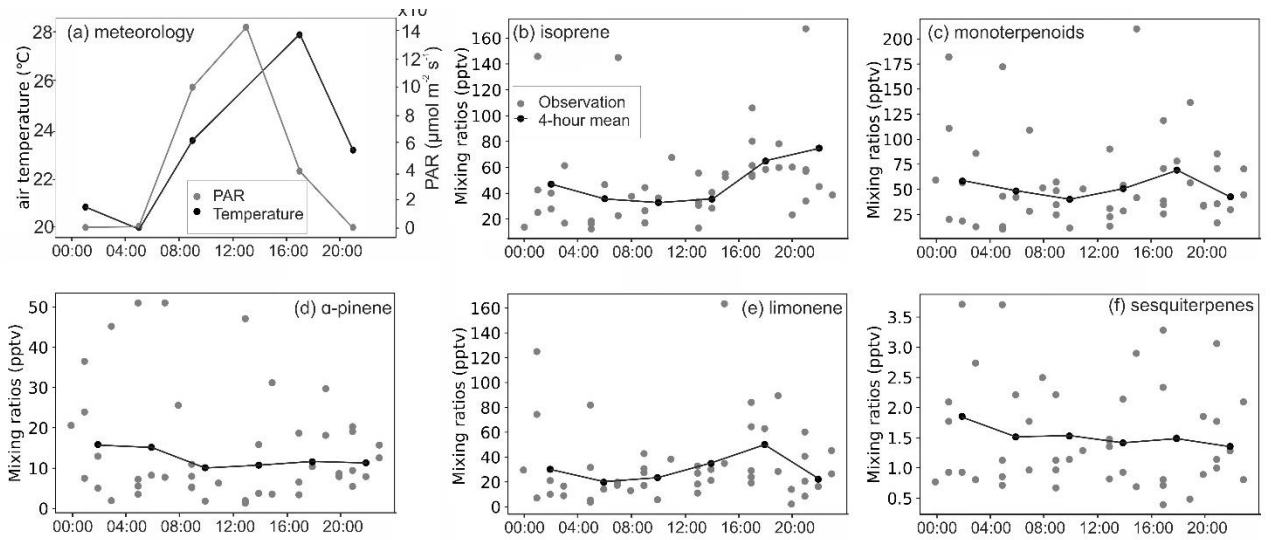 (a) meteorology
air temperature (°C)
28
26
24
22
20
X10
14
12
10
8
6
4
2
0
PAR (μmol m⁻² s⁻¹)
PAR
Temperature
00:00 04:00 08:00 12:00 16:00 20:00
(b) isoprene
Mixing ratios (pptv)
160
140
120
100
80
60
40
20
Observation
4-hour mean
00:00 04:00 08:00 12:00 16:00 20:00
(c) monoterpenoids
Mixing ratios (pptv)
200
175
150
125
100
75
50
25
00:00 04:00 08:00 12:00 16:00 20:00
(d) α-pinene
Mixing ratios (pptv)
50
40
30
20
10
0
00:00 04:00 08:00 12:00 16:00 20:00
(e) limonene
Mixing ratios (pptv)
160
140
120
100
80
60
40
20
0
00:00 04:00 08:00 12:00 16:00 20:00
(f) sesquiterpenes
Mixing ratios (pptv)
3.5
3.0
2.5
2.0
1.5
1.0
0.5
00:00 04:00 08:00 12:00 16:00 20:00